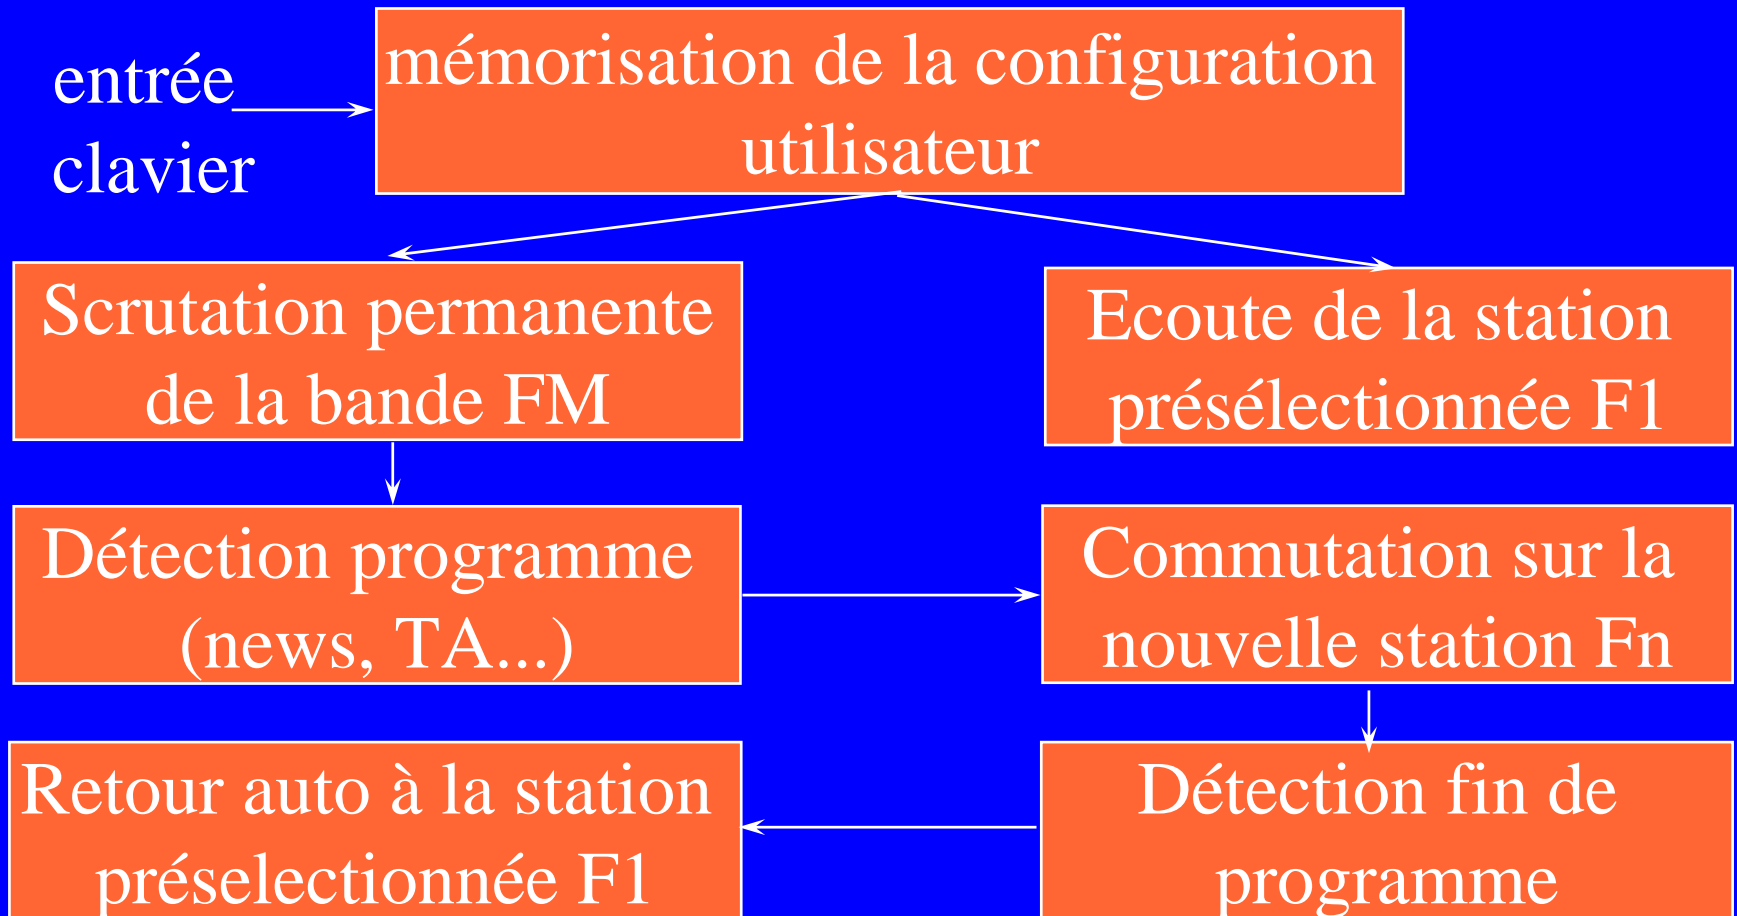 entrée
clavier
mémorisation de la configuration
utilisateur
Scrutation permanente
de la bande FM
Ecoute de la station
présélectionnée F1
Détection programme
(news, TA...)
Commutation sur la
nouvelle station Fn
Retour auto à la station
préselectionnée F1
Détection fin de
programme